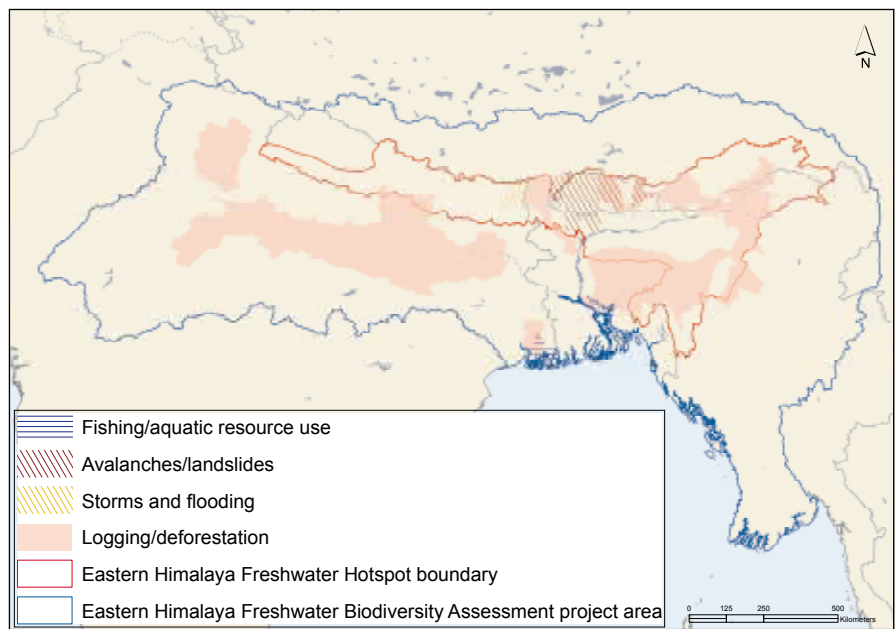 N
Fishing/aquatic resource use
Avalanches/landslides
Storms and flooding
Logging/deforestation
Eastern Himalaya Freshwater Hotspot boundary
Eastern Himalaya Freshwater Biodiversity Assessment project area
0 125 250 500
Kilometers